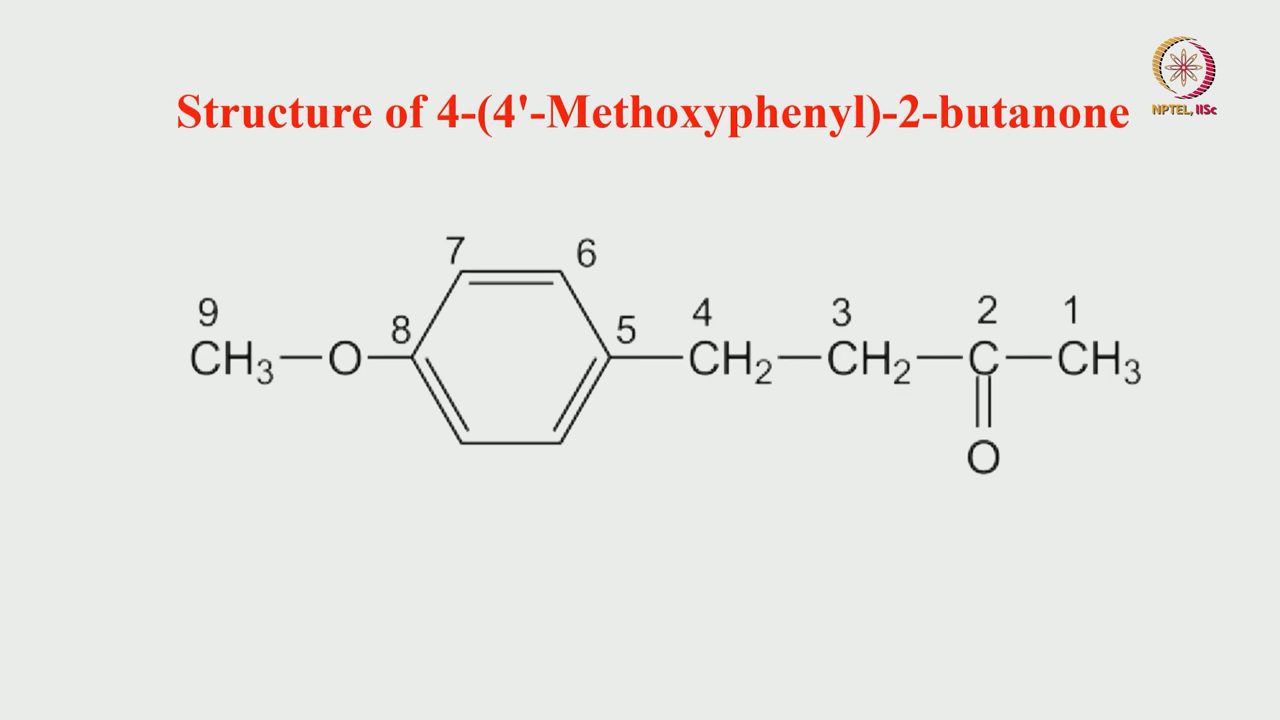 Structure of 4-(4'-Methoxyphenyl)-2-butanone
NPTEL, IISc
7 6
9 8 5 4 3 2 1
CH₃—O— —CH₂—CH₂—C—CH₃
O